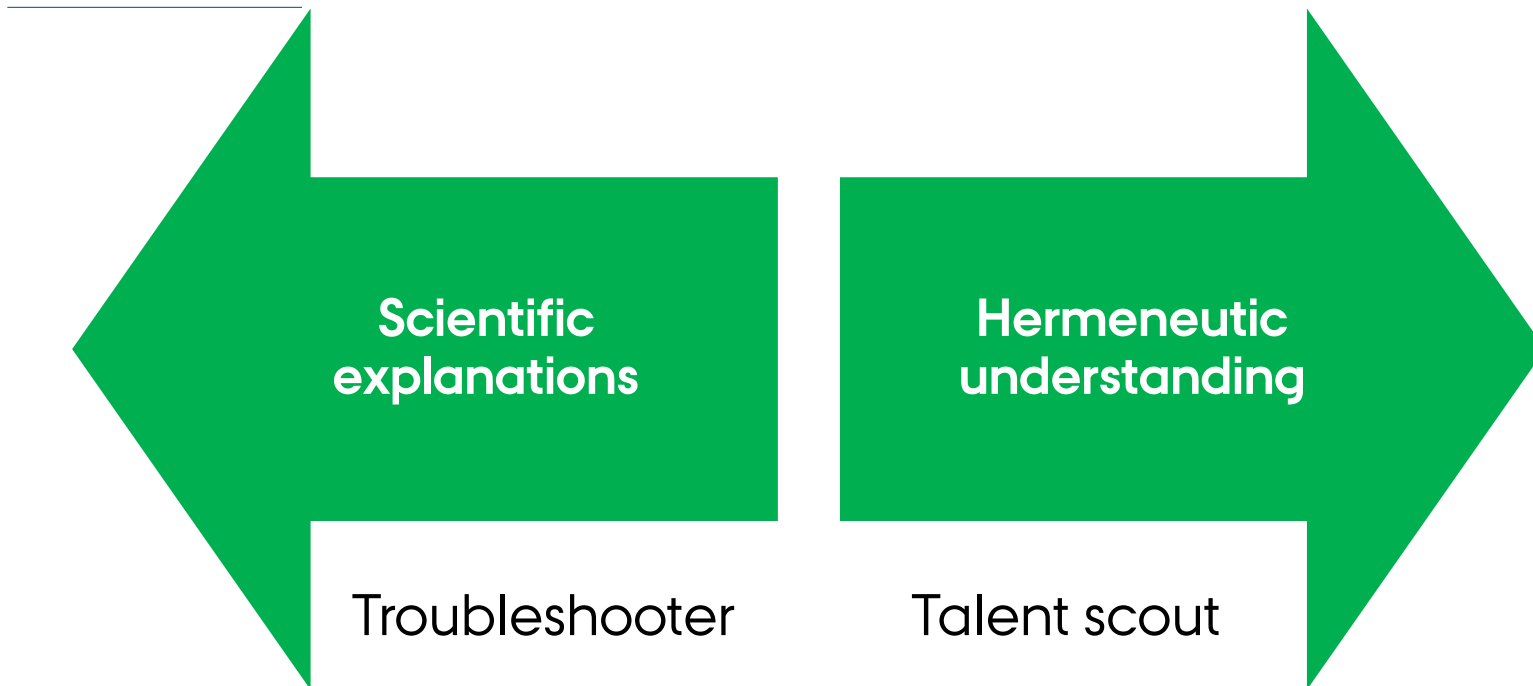 Scientific
explanations
Hermeneutic
understanding
Troubleshooter
Talent scout